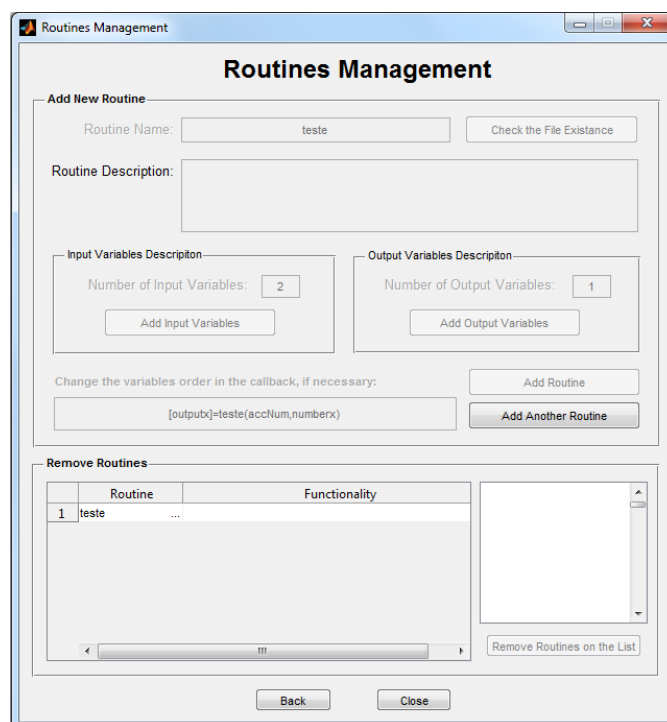 Routines Management
Routines Management
Add New Routine
Routine Name: teste Check the File Existance
Routine Description:
Input Variables Descripiton
Output Variables Descripiton
Number of Input Variables: 2
Number of Output Variables: 1
Add Input Variables
Add Output Variables
Change the variables order in the callback, if necessary:
Add Routine
[outputx]=teste(accNum,numberx)
Add Another Routine
Remove Routines
Routine Functionality
1 teste ...
Remove Routines on the List
Back Close